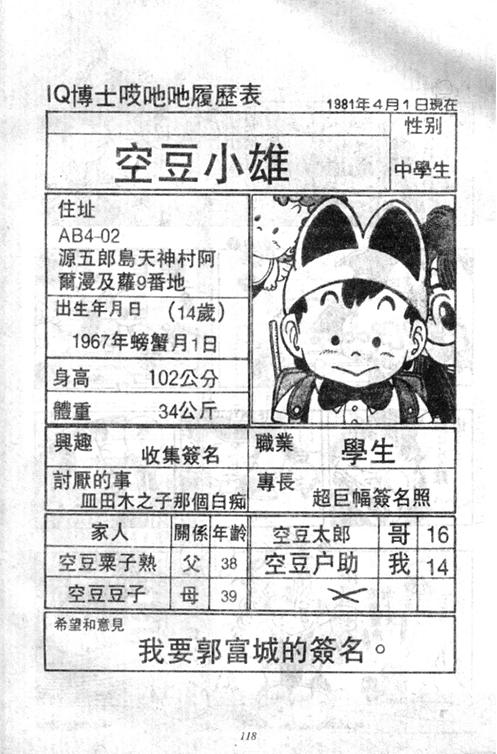 IQ博士哎吔吔履歷表
1981年4月1日現在
性别
空豆小雄
中學生
住址
AB4-02
源五郎島天神村阿
爾漫及蘿9番地
出生年月日 (14歲)
1967年螃蟹月1日
身高 102公分
體重 34公斤
興趣
收集簽名
職業 學生
討厭的事
皿田木之子那個白痴
專長
超巨幅簽名照
家人 關係 年齡
空豆粟子熟 父 38
空豆豆子 母 39
空豆太郎 哥 16
空豆户助 我 14
希望和意見
我要郭富城的簽名。
118